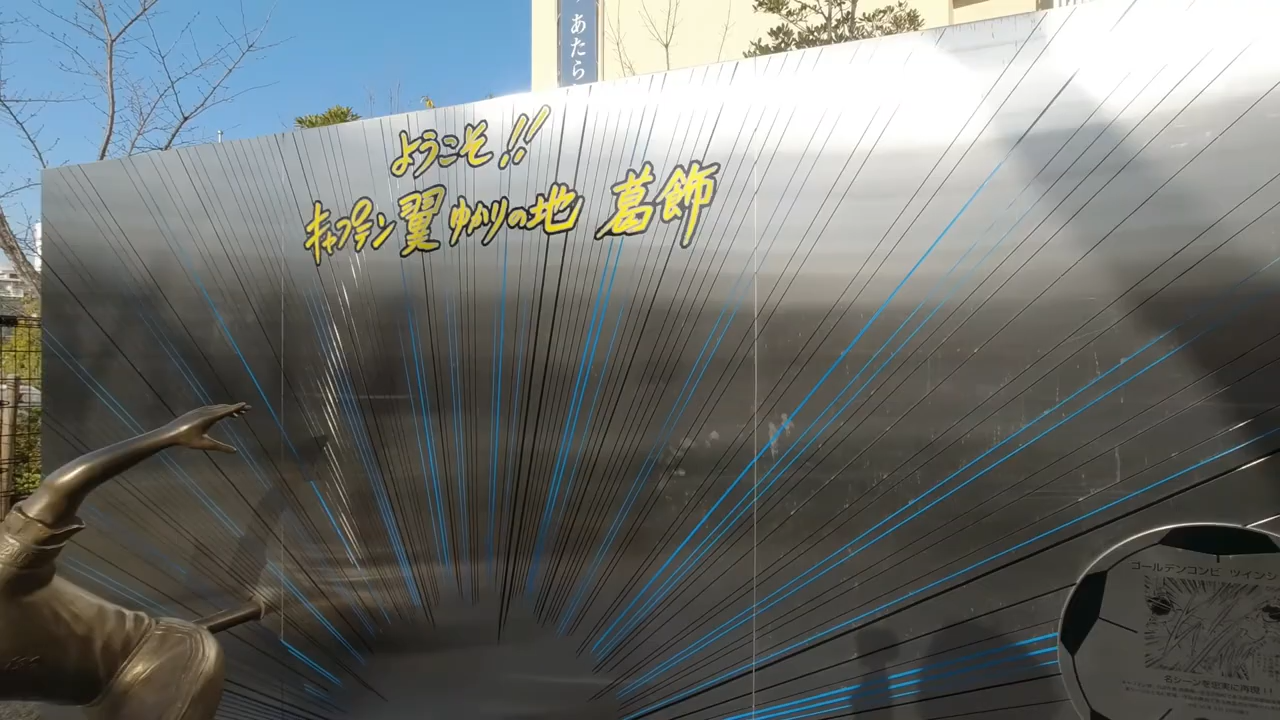 あたら
ようこそ!!
キャプテン翼ゆかりの地 葛飾
ゴールデンコンビ ツインシ
名シーンを忠実に再現!!